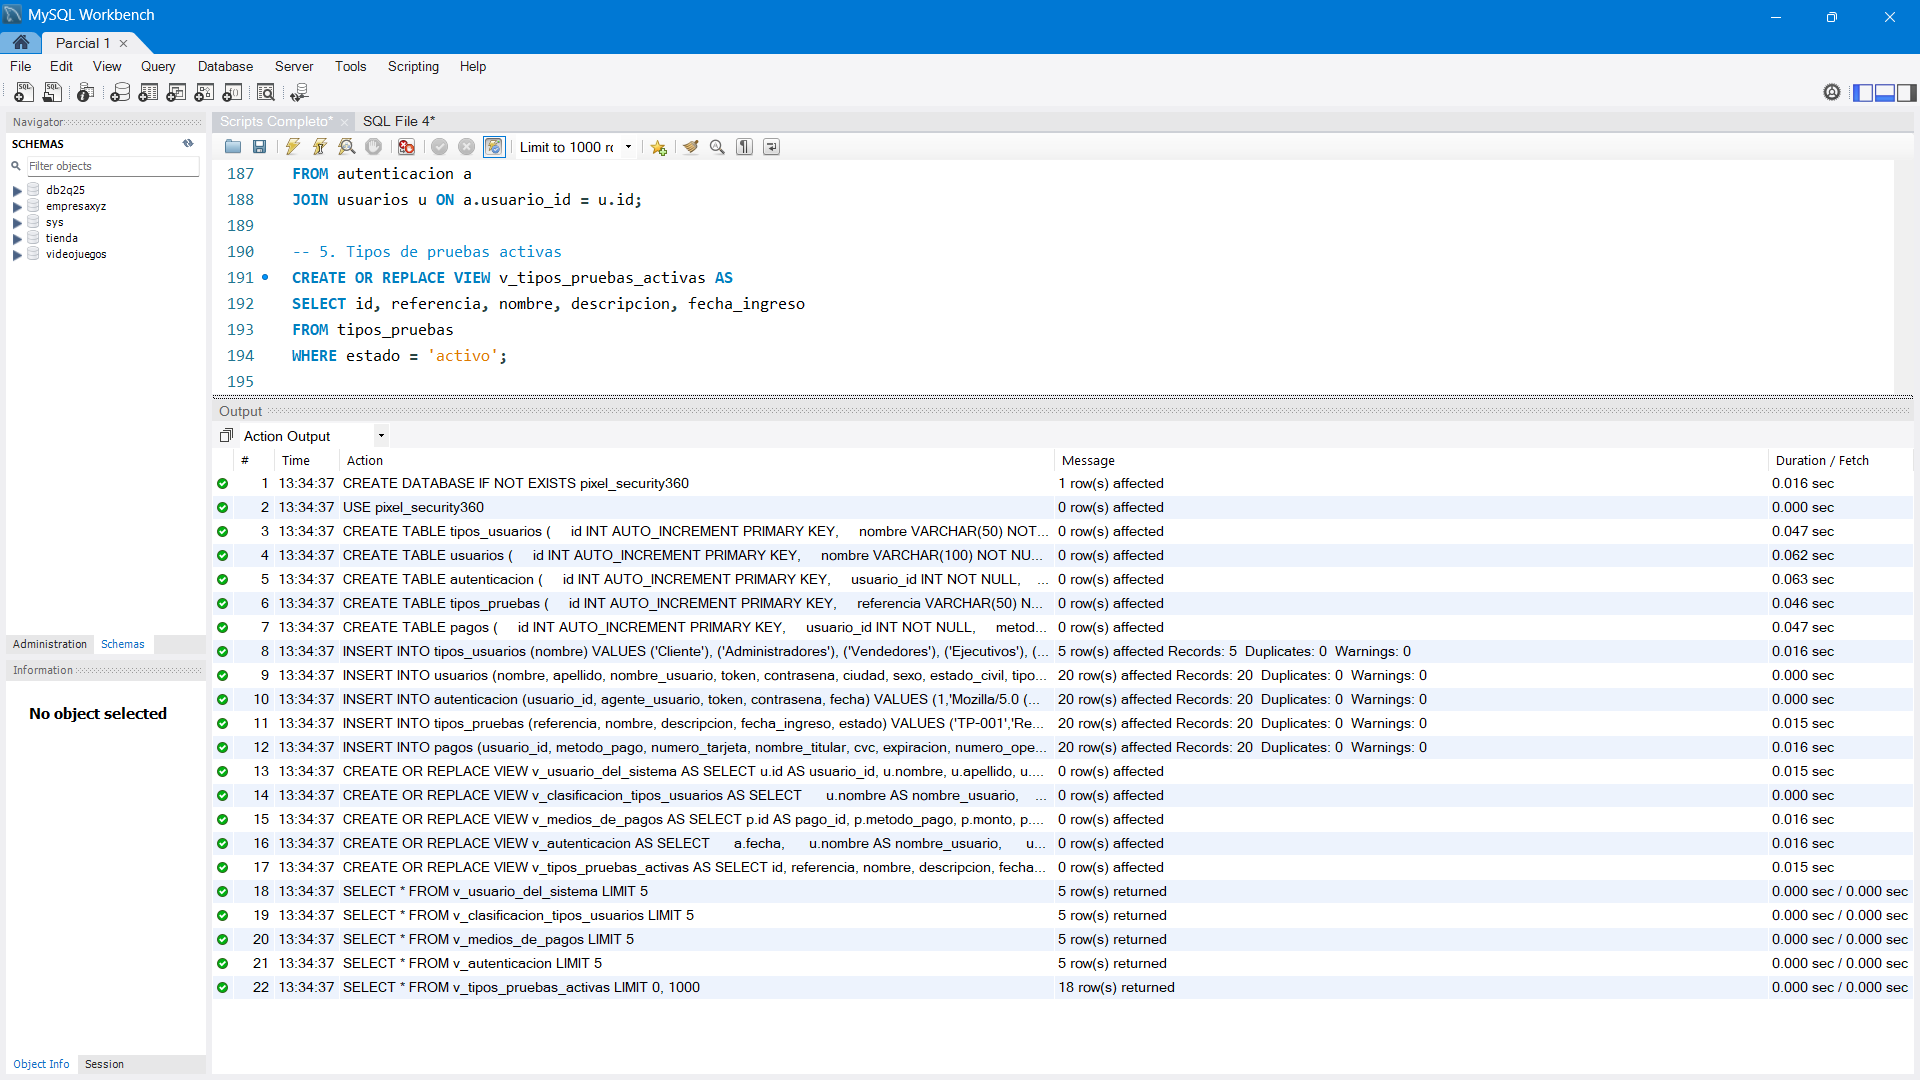 MySQL Workbench
Parcial 1
File Edit View Query Database Server Tools Scripting Help
Navigator
SCHEMAS
Filter objects
db2q25
empresaxyz
sys
tienda
videojuegos
Administration Schemas
Information
No object selected
Object Info Session
Scripts Completo* SQL File 4*
Limit to 1000 r
187 FROM autenticacion a
188 JOIN usuarios u ON a.usuario_id = u.id;
189
190 -- 5. Tipos de pruebas activas
191 CREATE OR REPLACE VIEW v_tipos_pruebas_activas AS
192 SELECT id, referencia, nombre, descripcion, fecha_ingreso
193 FROM tipos_pruebas
194 WHERE estado = 'activo';
195
Output
Action Output
# Time Action Message Duration / Fetch
1 13:34:37 CREATE DATABASE IF NOT EXISTS pixel_security360 1 row(s) affected 0.016 sec
2 13:34:37 USE pixel_security360 0 row(s) affected 0.000 sec
3 13:34:37 CREATE TABLE tipos_usuarios ( id INT AUTO_INCREMENT PRIMARY KEY, nombre VARCHAR(50) NOT... 0 row(s) affected 0.047 sec
4 13:34:37 CREATE TABLE usuarios ( id INT AUTO_INCREMENT PRIMARY KEY, nombre VARCHAR(100) NOT NU... 0 row(s) affected 0.062 sec
5 13:34:37 CREATE TABLE autenticacion ( id INT AUTO_INCREMENT PRIMARY KEY, usuario_id INT NOT NULL, ... 0 row(s) affected 0.063 sec
6 13:34:37 CREATE TABLE tipos_pruebas ( id INT AUTO_INCREMENT PRIMARY KEY, referencia VARCHAR(50) N... 0 row(s) affected 0.046 sec
7 13:34:37 CREATE TABLE pagos ( id INT AUTO_INCREMENT PRIMARY KEY, usuario_id INT NOT NULL, metod... 0 row(s) affected 0.047 sec
8 13:34:37 INSERT INTO tipos_usuarios (nombre) VALUES ('Cliente'), ('Administradores'), ('Vendedores'), ('Ejecutivos'), (... 5 row(s) affected Records: 5 Duplicates: 0 Warnings: 0 0.016 sec
9 13:34:37 INSERT INTO usuarios (nombre, apellido, nombre_usuario, token, contrasena, ciudad, sexo, estado_civil, tipo... 20 row(s) affected Records: 20 Duplicates: 0 Warnings: 0 0.000 sec
10 13:34:37 INSERT INTO autenticacion (usuario_id, agente_usuario, token, contrasena, fecha) VALUES (1,'Mozilla/5.0 (... 20 row(s) affected Records: 20 Duplicates: 0 Warnings: 0 0.000 sec
11 13:34:37 INSERT INTO tipos_pruebas (referencia, nombre, descripcion, fecha_ingreso, estado) VALUES ('TP-001','Re... 20 row(s) affected Records: 20 Duplicates: 0 Warnings: 0 0.015 sec
12 13:34:37 INSERT INTO pagos (usuario_id, metodo_pago, numero_tarjeta, nombre_titular, cvc, expiracion, numero_ope... 20 row(s) affected Records: 20 Duplicates: 0 Warnings: 0 0.016 sec
13 13:34:37 CREATE OR REPLACE VIEW v_usuario_del_sistema AS SELECT u.id AS usuario_id, u.nombre, u.apellido, u.... 0 row(s) affected 0.015 sec
14 13:34:37 CREATE OR REPLACE VIEW v_clasificacion_tipos_usuarios AS SELECT u.nombre AS nombre_usuario, ... 0 row(s) affected 0.000 sec
15 13:34:37 CREATE OR REPLACE VIEW v_medios_de_pagos AS SELECT p.id AS pago_id, p.metodo_pago, p.monto, p.... 0 row(s) affected 0.016 sec
16 13:34:37 CREATE OR REPLACE VIEW v_autenticacion AS SELECT a.fecha, u.nombre AS nombre_usuario, u... 0 row(s) affected 0.016 sec
17 13:34:37 CREATE OR REPLACE VIEW v_tipos_pruebas_activas AS SELECT id, referencia, nombre, descripcion, fecha... 0 row(s) affected 0.015 sec
18 13:34:37 SELECT * FROM v_usuario_del_sistema LIMIT 5 5 row(s) returned 0.000 sec / 0.000 sec
19 13:34:37 SELECT * FROM v_clasificacion_tipos_usuarios LIMIT 5 5 row(s) returned 0.000 sec / 0.000 sec
20 13:34:37 SELECT * FROM v_medios_de_pagos LIMIT 5 5 row(s) returned 0.000 sec / 0.000 sec
21 13:34:37 SELECT * FROM v_autenticacion LIMIT 5 5 row(s) returned 0.000 sec / 0.000 sec
22 13:34:37 SELECT * FROM v_tipos_pruebas_activas LIMIT 0, 1000 18 row(s) returned 0.000 sec / 0.000 sec